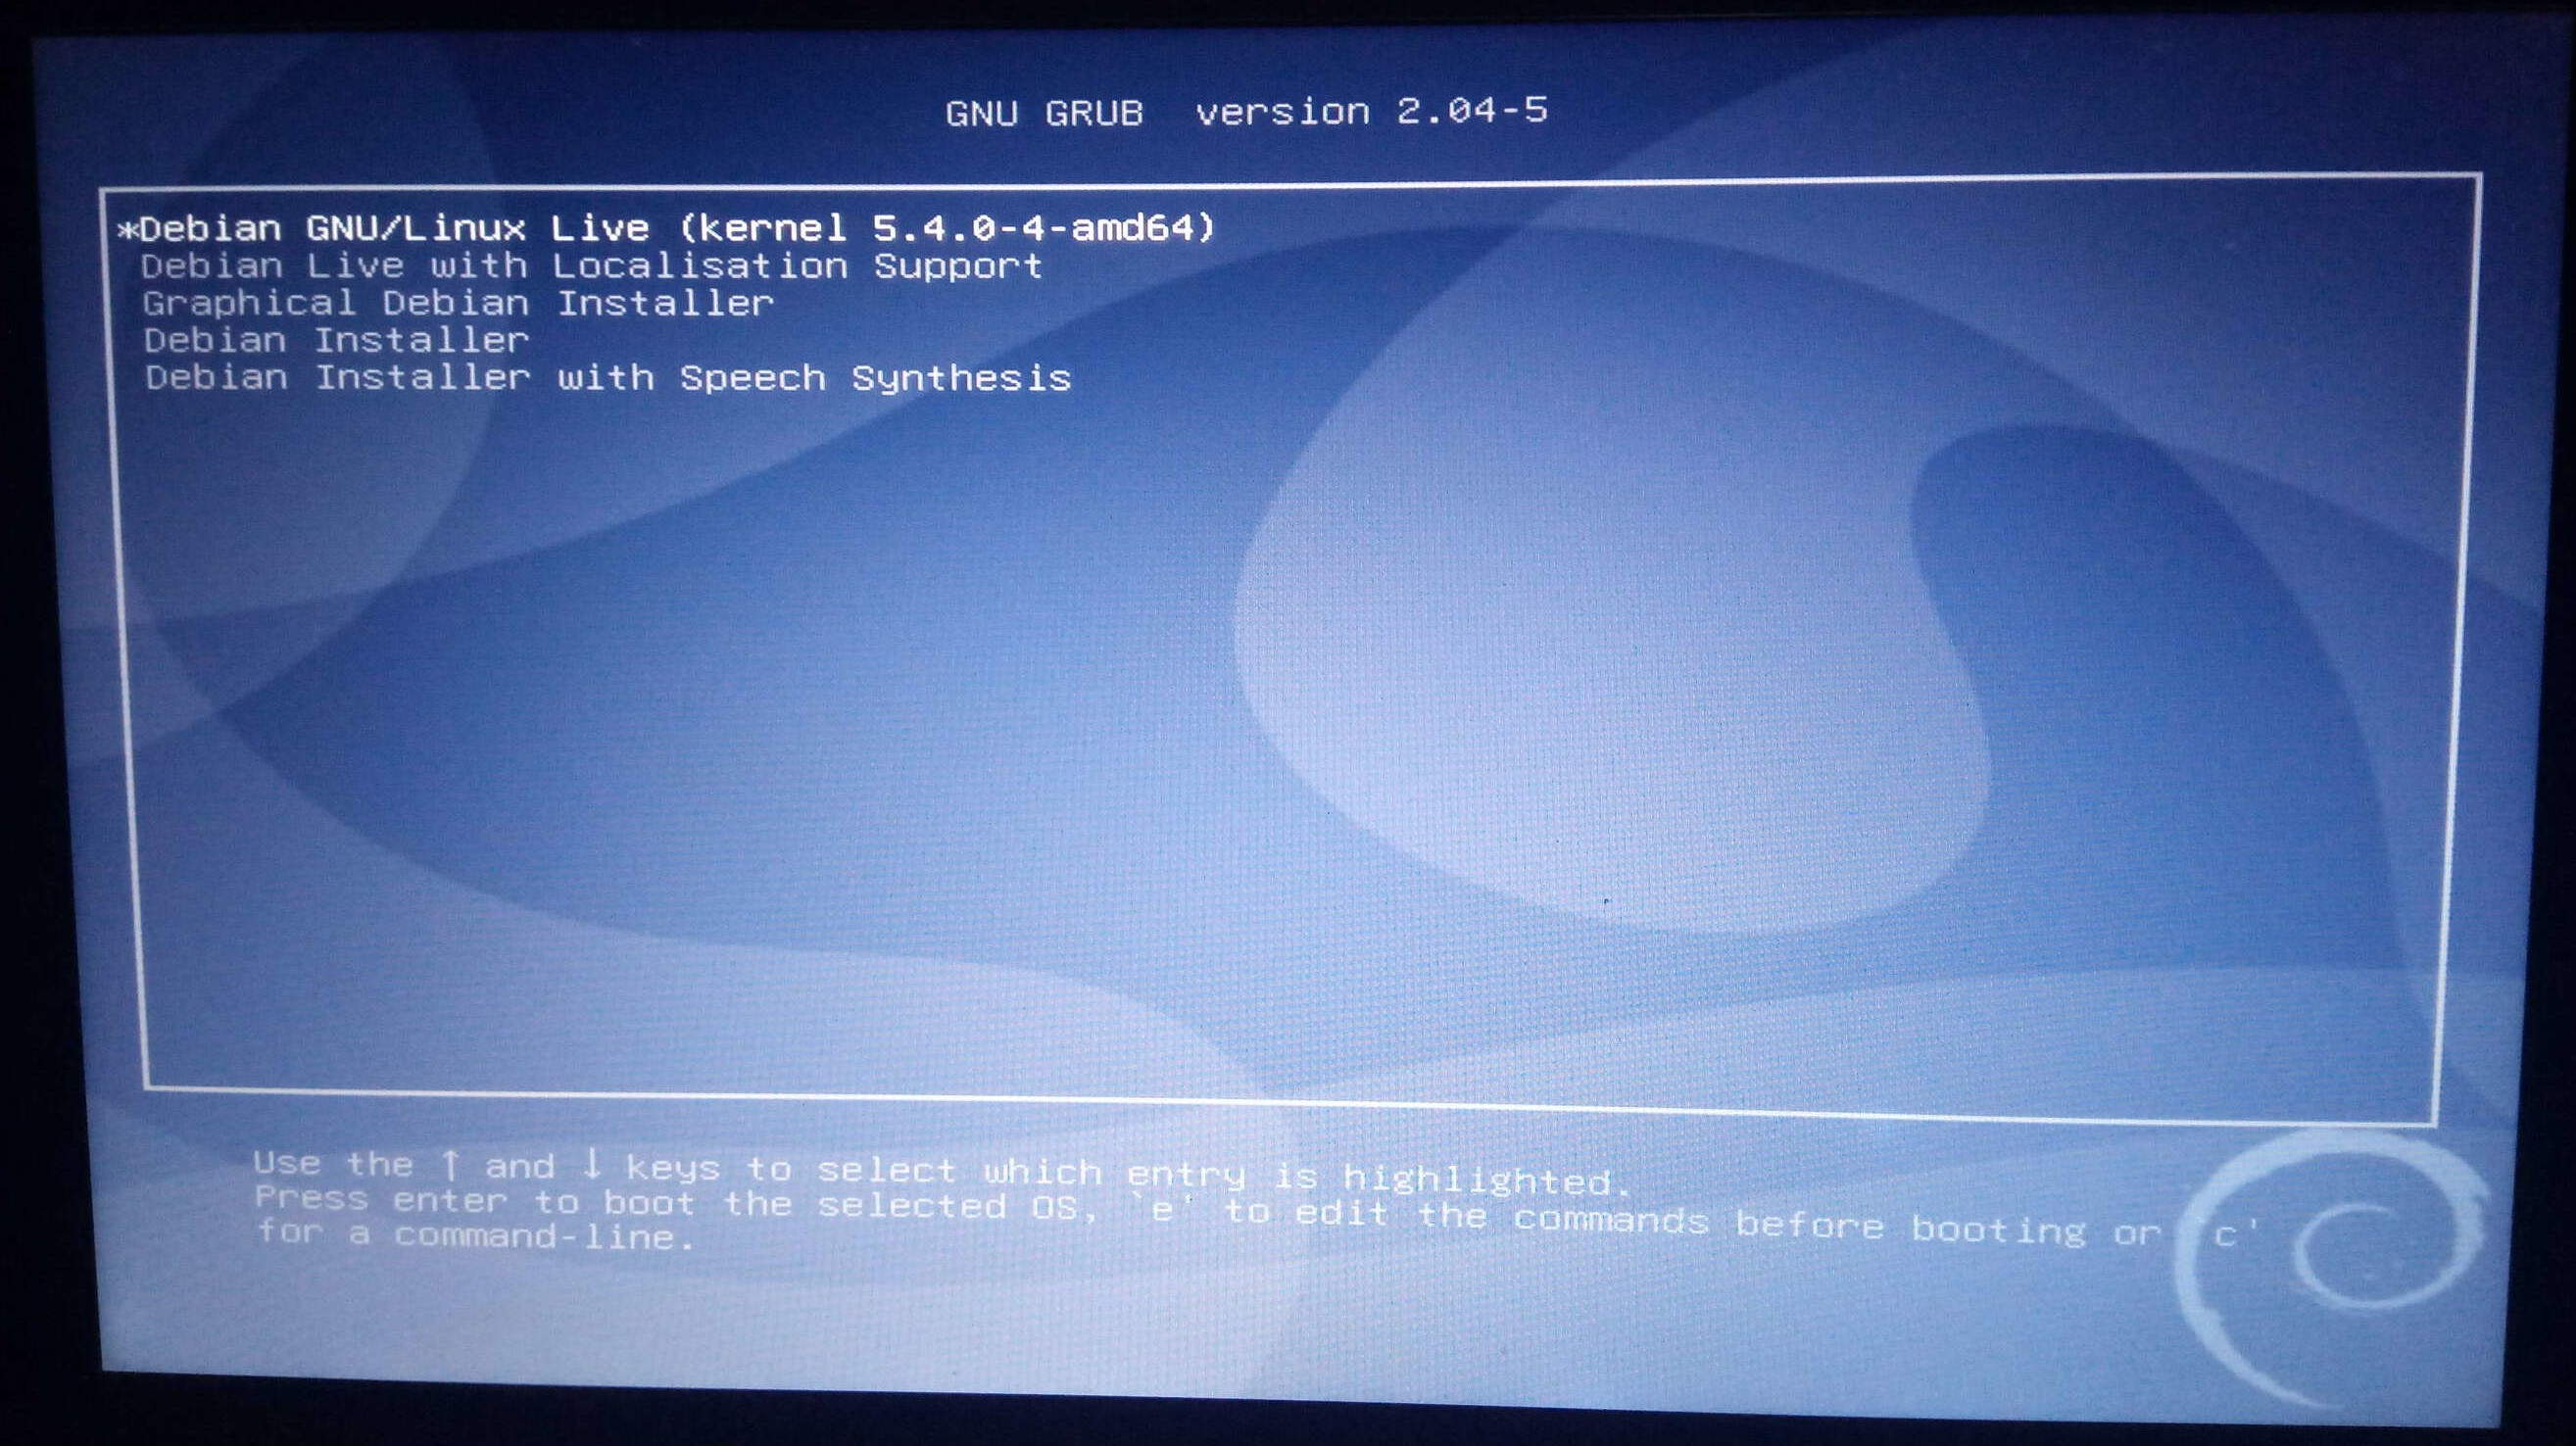 GNU GRUB  version 2.04-5
*Debian GNU/Linux Live (kernel 5.4.0-4-amd64)
Debian Live with Localisation Support
Graphical Debian Installer
Debian Installer
Debian Installer with Speech Synthesis
Use the ↑ and ↓ keys to select which entry is highlighted.
Press enter to boot the selected OS, `e' to edit the commands before booting or `c'
for a command-line.